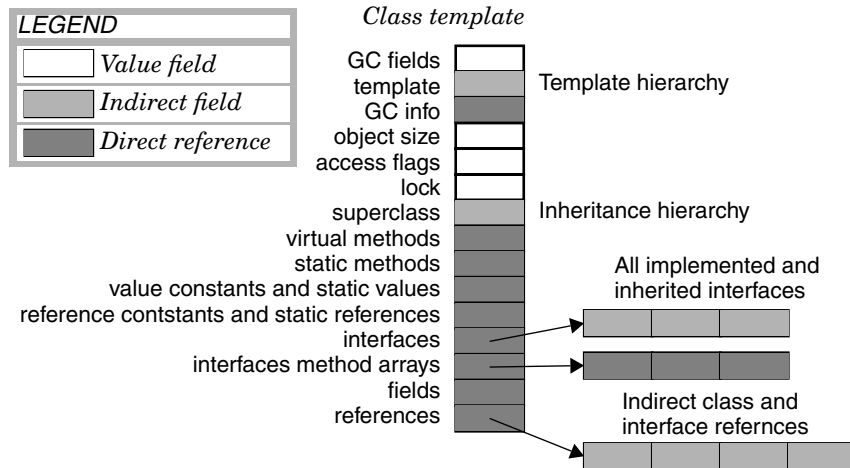 Class template
LEGEND
Value field
Indirect field
Direct reference
GC fields
template
Template hierarchy
GC info
object size
access flags
lock
superclass
Inheritance hierarchy
virtual methods
static methods
value constants and static values
reference contstants and static references
interfaces
interfaces method arrays
fields
references
All implemented and
inherited interfaces
Indirect class and
interface refernces